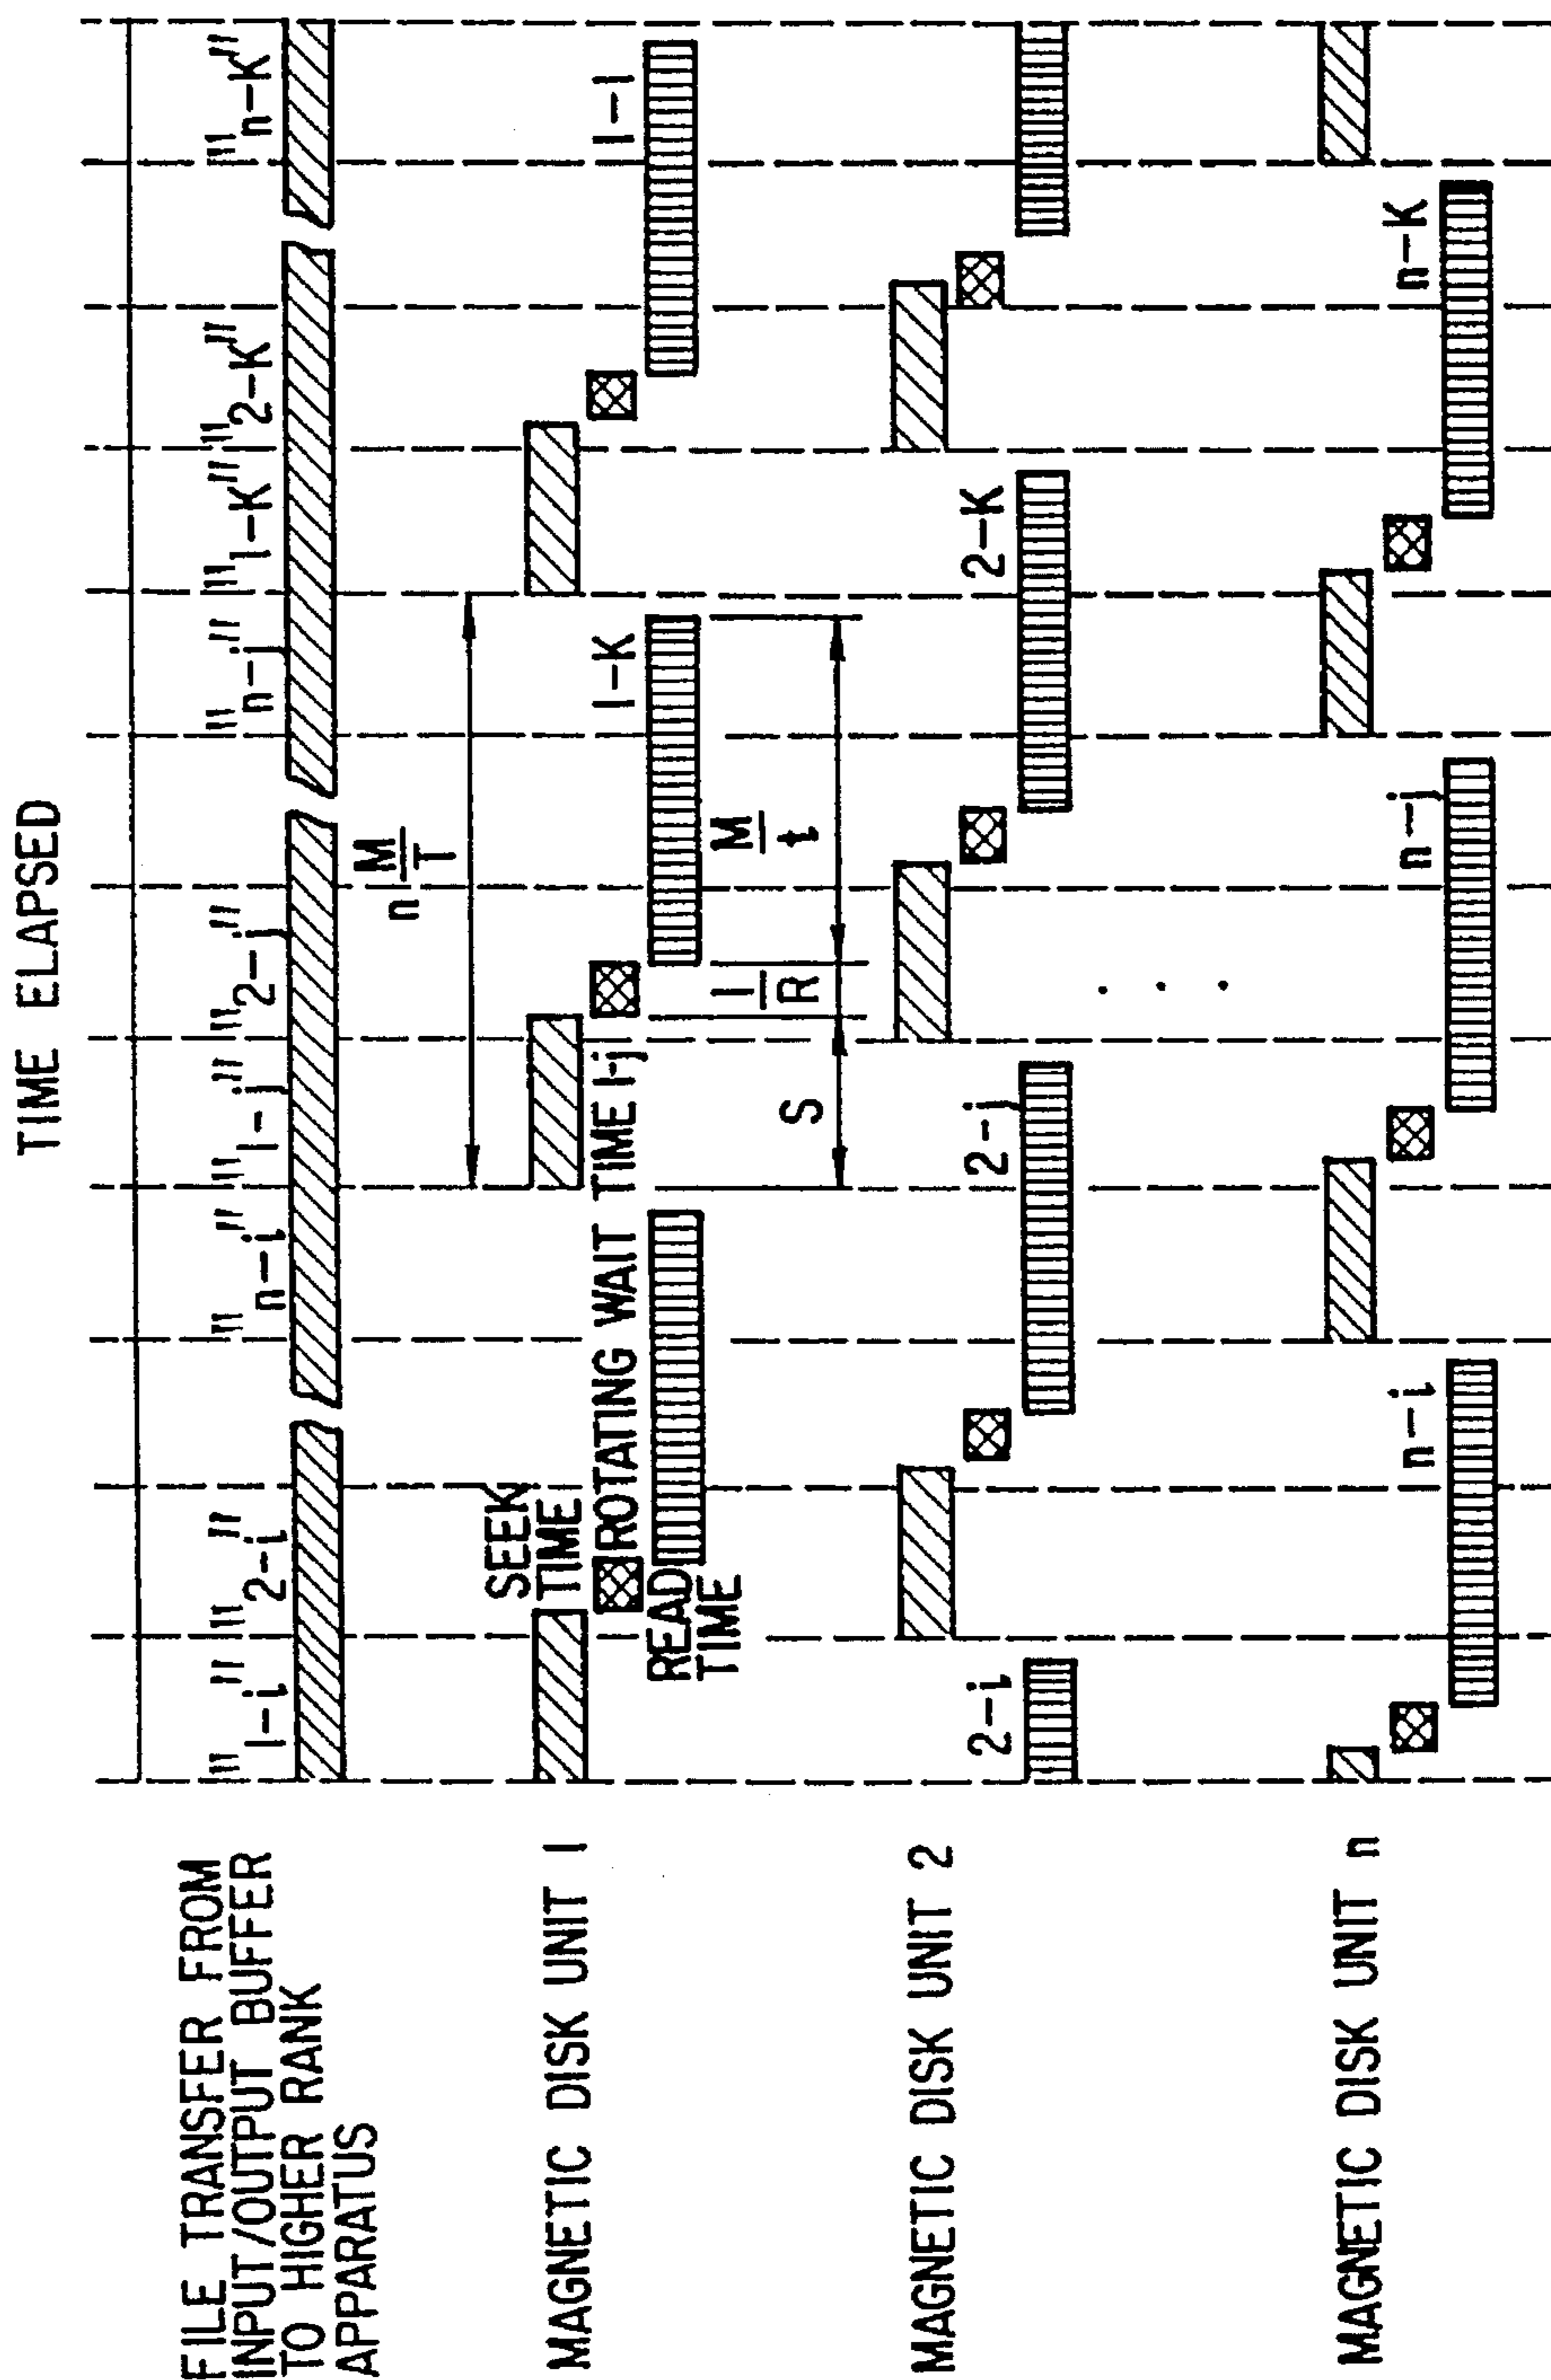 TIME ELAPSED
FILE TRANSFER FROM
INPUT/OUTPUT BUFFER
TO HIGHER RANK
APPARATUS
"1-i" "2-i" "n-i" "1-j" "2-j" "n-j" "1-K" "2-K" "n-K"
n M/T
MAGNETIC DISK UNIT 1
SEEK
TIME
ROTATING WAIT TIME 1-j
READ
TIME
1-K
1-l
S
1/R
M/t
MAGNETIC DISK UNIT 2
2-i
2-j
2-K
. . .
MAGNETIC DISK UNIT n
n-i
n-j
n-K